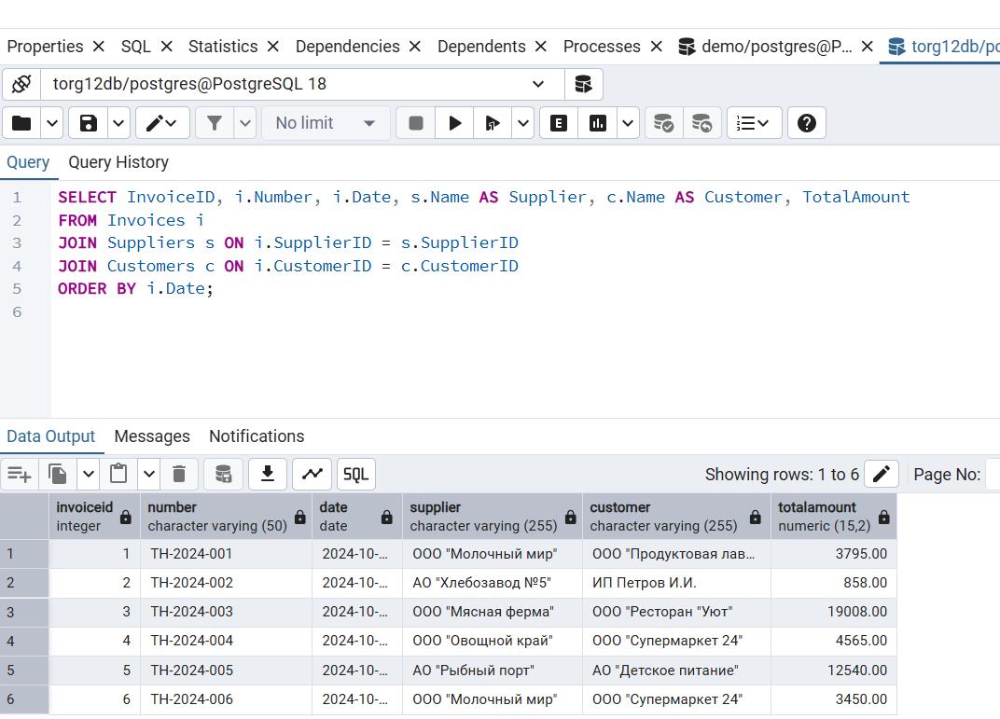 Properties SQL Statistics Dependencies Dependents Processes demo/postgres@P... torg12db/po
torg12db/postgres@PostgreSQL 18
No limit
Query Query History
1 SELECT InvoiceID, i.Number, i.Date, s.Name AS Supplier, c.Name AS Customer, TotalAmount
2 FROM Invoices i
3 JOIN Suppliers s ON i.SupplierID = s.SupplierID
4 JOIN Customers c ON i.CustomerID = c.CustomerID
5 ORDER BY i.Date;
6
Data Output Messages Notifications
SQL Showing rows: 1 to 6 Page No:
invoiceid number date supplier customer totalamount
integer character varying (50) date character varying (255) character varying (255) numeric (15,2)
1 1 ТН-2024-001 2024-10-... ООО "Молочный мир" ООО "Продуктовая лав... 3795.00
2 2 ТН-2024-002 2024-10-... АО "Хлебозавод №5" ИП Петров И.И. 858.00
3 3 ТН-2024-003 2024-10-... ООО "Мясная ферма" ООО "Ресторан "Уют" 19008.00
4 4 ТН-2024-004 2024-10-... ООО "Овощной край" ООО "Супермаркет 24" 4565.00
5 5 ТН-2024-005 2024-10-... АО "Рыбный порт" АО "Детское питание" 12540.00
6 6 ТН-2024-006 2024-10-... ООО "Молочный мир" ООО "Супермаркет 24" 3450.00